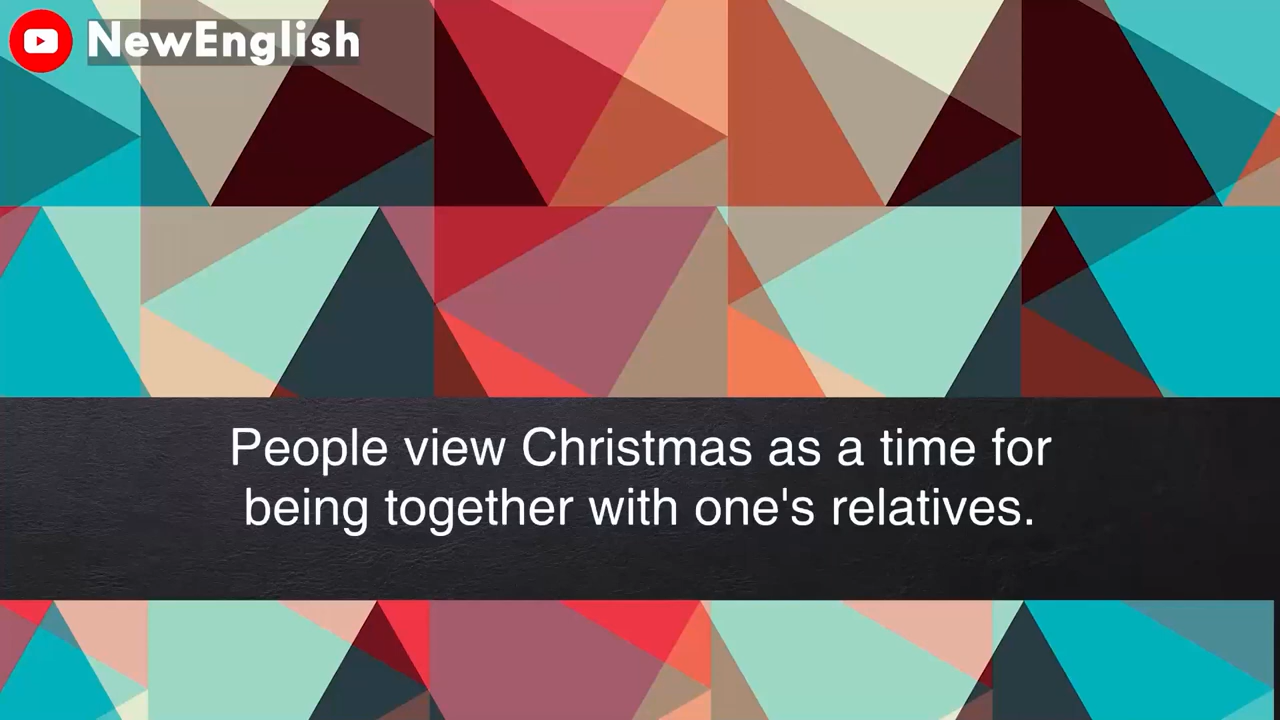 NewEnglish
People view Christmas as a time for
being together with one's relatives.